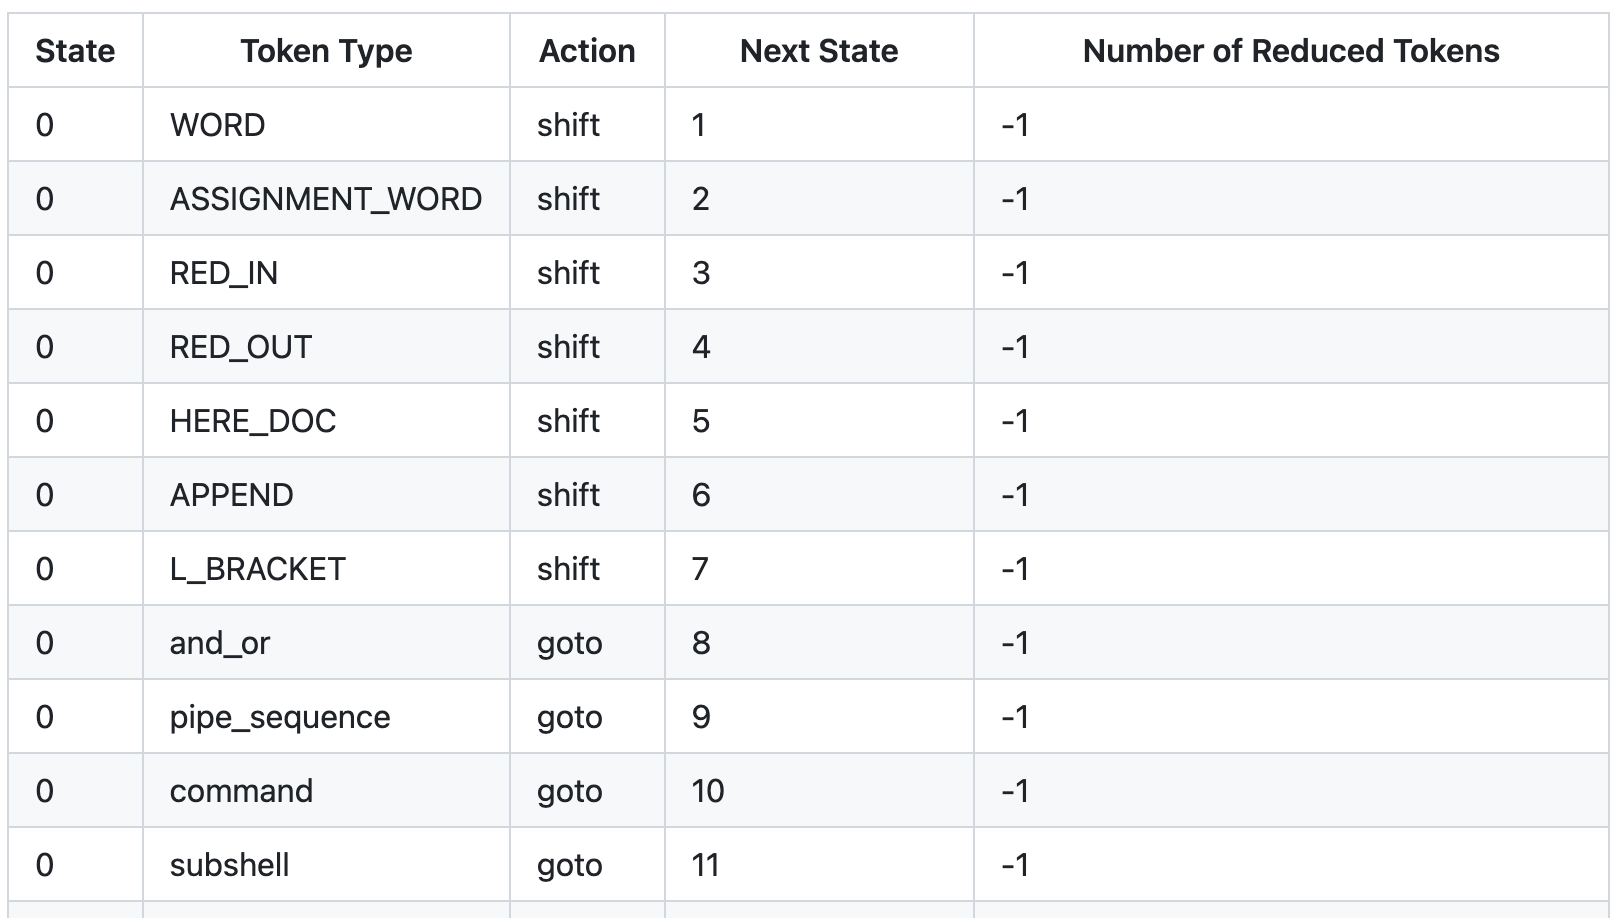 State Token Type Action Next State Number of Reduced Tokens
0 WORD shift 1 -1
0 ASSIGNMENT_WORD shift 2 -1
0 RED_IN shift 3 -1
0 RED_OUT shift 4 -1
0 HERE_DOC shift 5 -1
0 APPEND shift 6 -1
0 L_BRACKET shift 7 -1
0 and_or goto 8 -1
0 pipe_sequence goto 9 -1
0 command goto 10 -1
0 subshell goto 11 -1